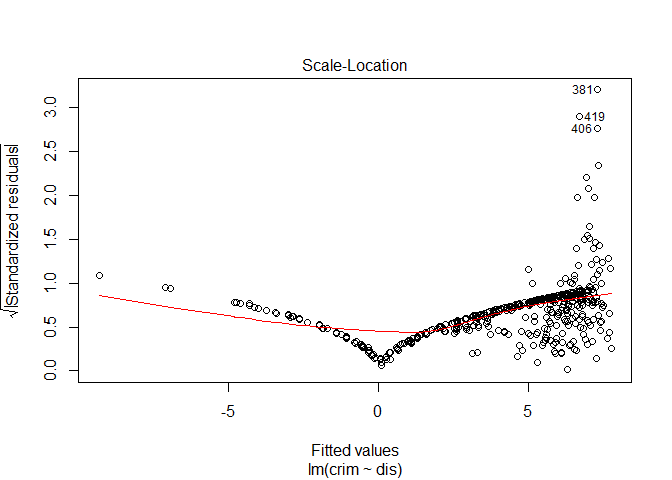 Scale-Location
√|Standardized residuals|
3.0
2.5
2.0
1.5
1.0
0.5
0.0
381
419
406
-5 0 5
Fitted values
lm(crim ~ dis)